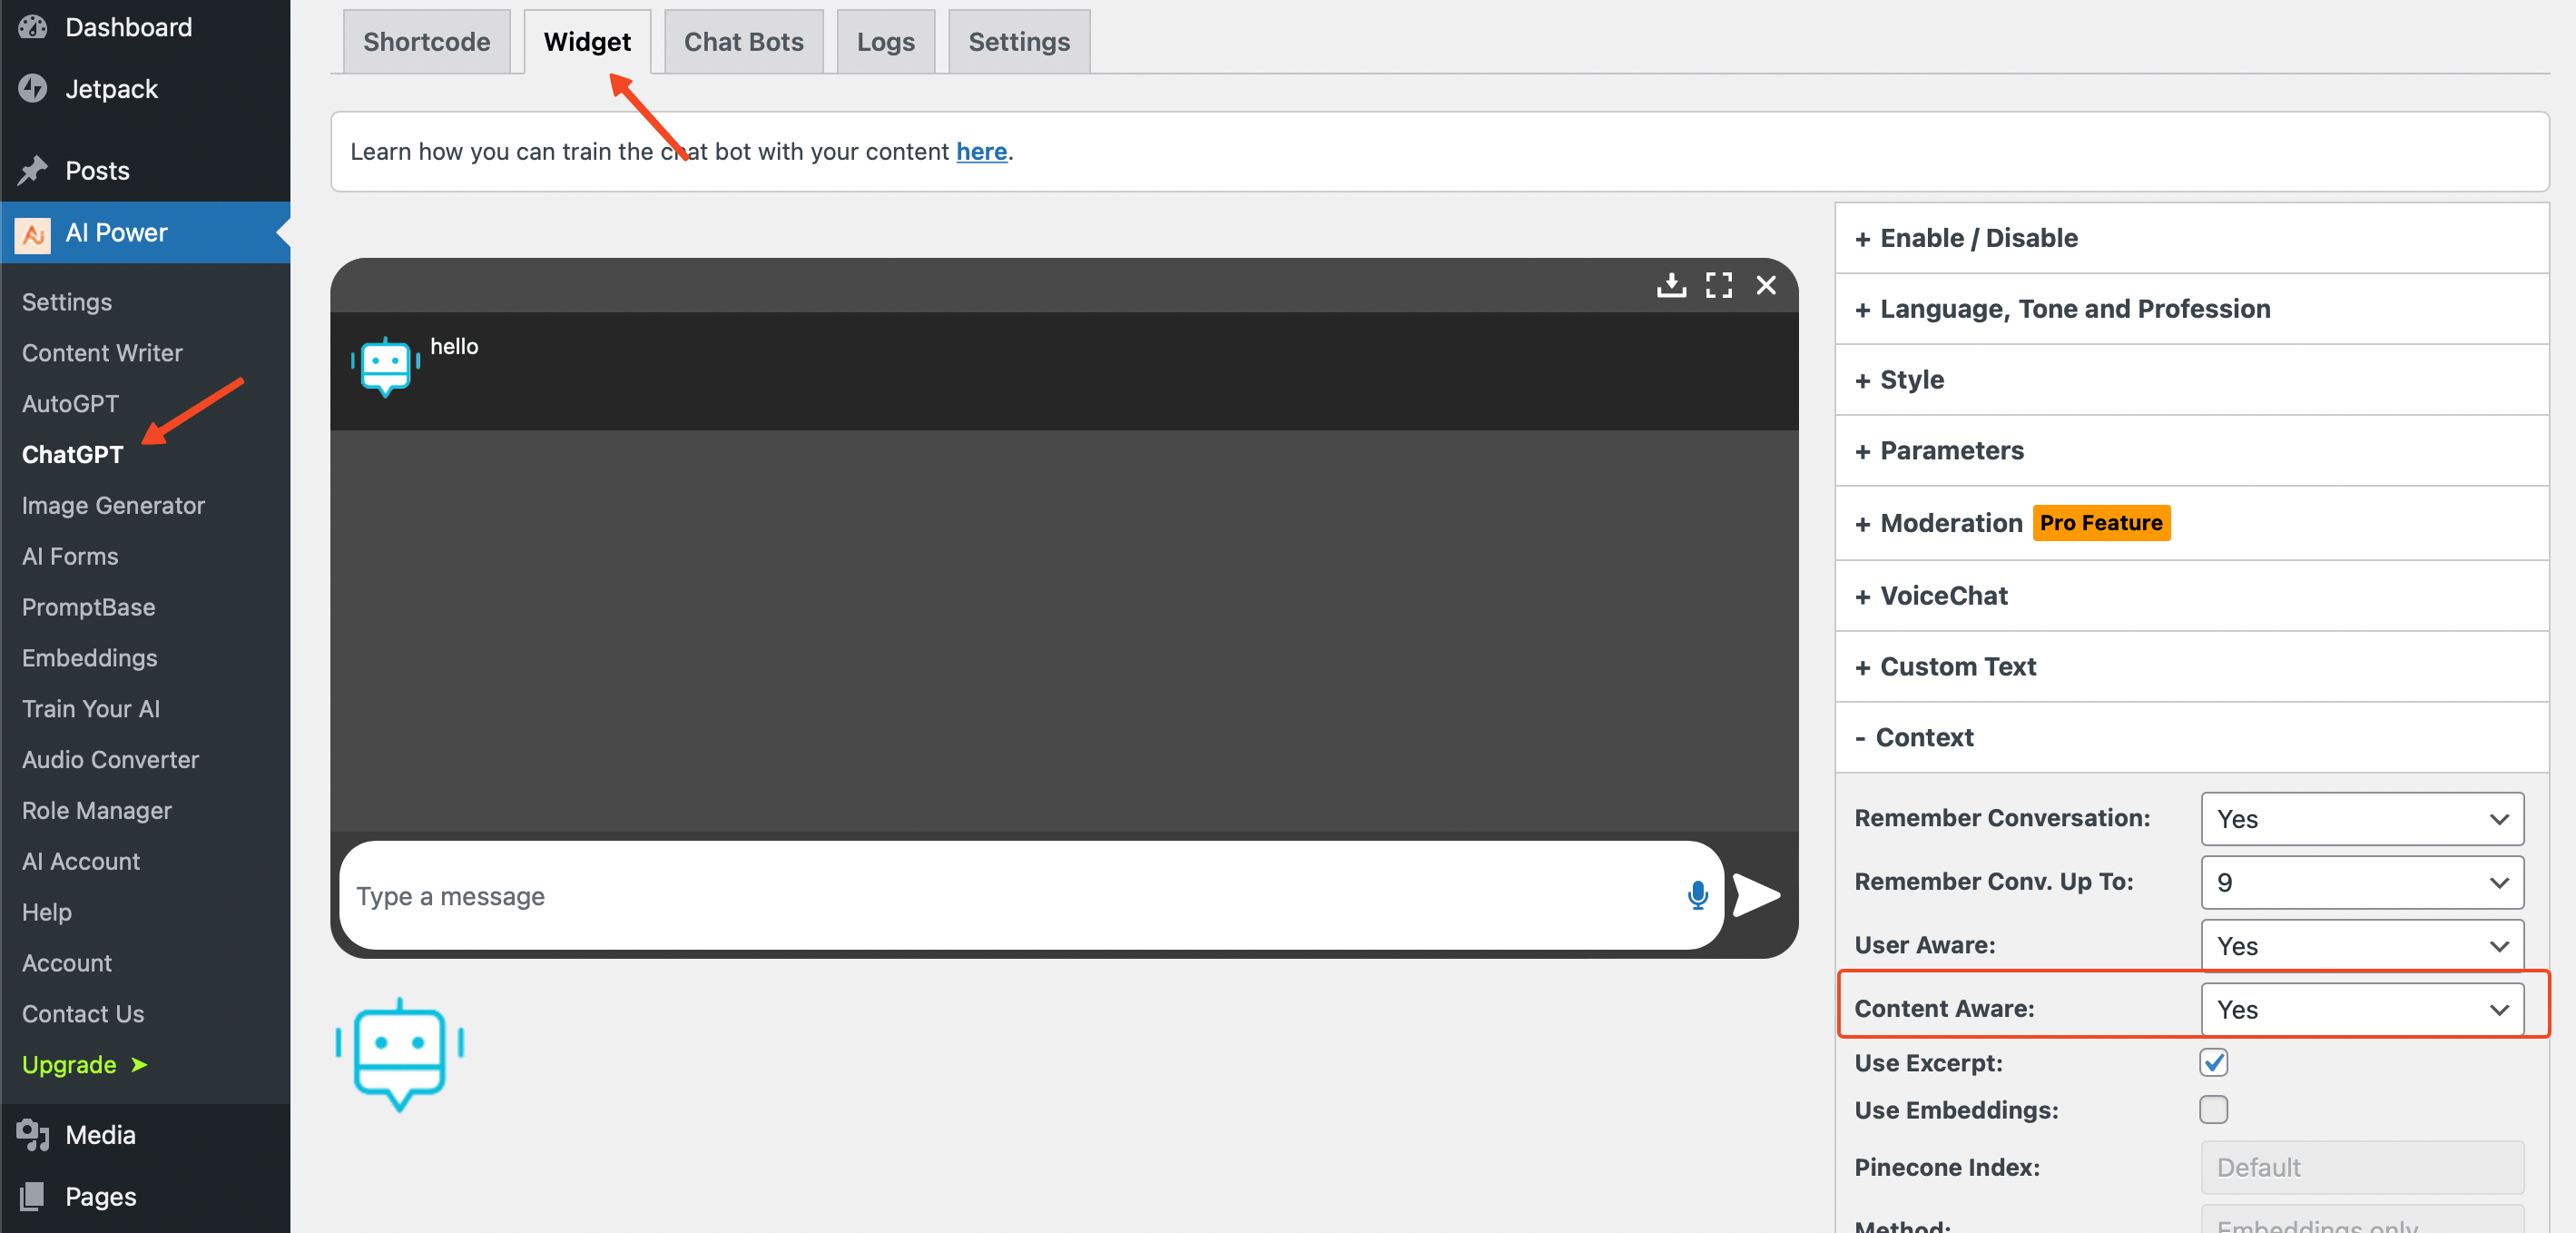 Dashboard
Jetpack
Posts
AI Power
Settings
Content Writer
AutoGPT
ChatGPT
Image Generator
AI Forms
PromptBase
Embeddings
Train Your AI
Audio Converter
Role Manager
AI Account
Help
Account
Contact Us
Upgrade ➤
Media
Pages
Shortcode
Widget
Chat Bots
Logs
Settings
Learn how you can train the chat bot with your content here.
hello
Type a message
+ Enable / Disable
+ Language, Tone and Profession
+ Style
+ Parameters
+ Moderation Pro Feature
+ VoiceChat
+ Custom Text
- Context
Remember Conversation: Yes
Remember Conv. Up To: 9
User Aware: Yes
Content Aware: Yes
Use Excerpt:
Use Embeddings:
Pinecone Index: Default
Method: Embeddings only